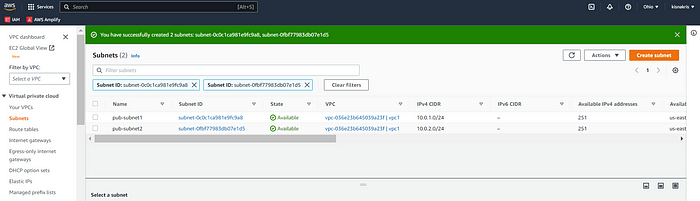 aws
Services
Search
[Alt+S]
Ohio
kisnakris
IAM
AWS Amplify
VPC dashboard
EC2 Global View
New
Filter by VPC:
Select a VPC
Virtual private cloud
Your VPCs
Subnets
Route tables
Internet gateways
Egress-only internet
gateways
DHCP option sets
Elastic IPs
Managed prefix lists
You have successfully created 2 subnets: subnet-0c0c1ca981e9fc9a8, subnet-0fbf77983db07e1d5
Subnets (2) Info
Actions
Create subnet
Filter subnets
1
Subnet ID: subnet-0c0c1ca981e9fc9a8
Subnet ID: subnet-0fbf77983db07e1d5
Clear filters
Name Subnet ID State VPC IPv4 CIDR IPv6 CIDR Available IPv4 addresses Availa
pub-subnet1 subnet-0c0c1ca981e9fc9a8 Available vpc-036e23b645039a23f | vpc1 10.0.1.0/24 – 251 us-east
pub-subnet2 subnet-0fbf77983db07e1d5 Available vpc-036e23b645039a23f | vpc1 10.0.2.0/24 – 251 us-east
Select a subnet